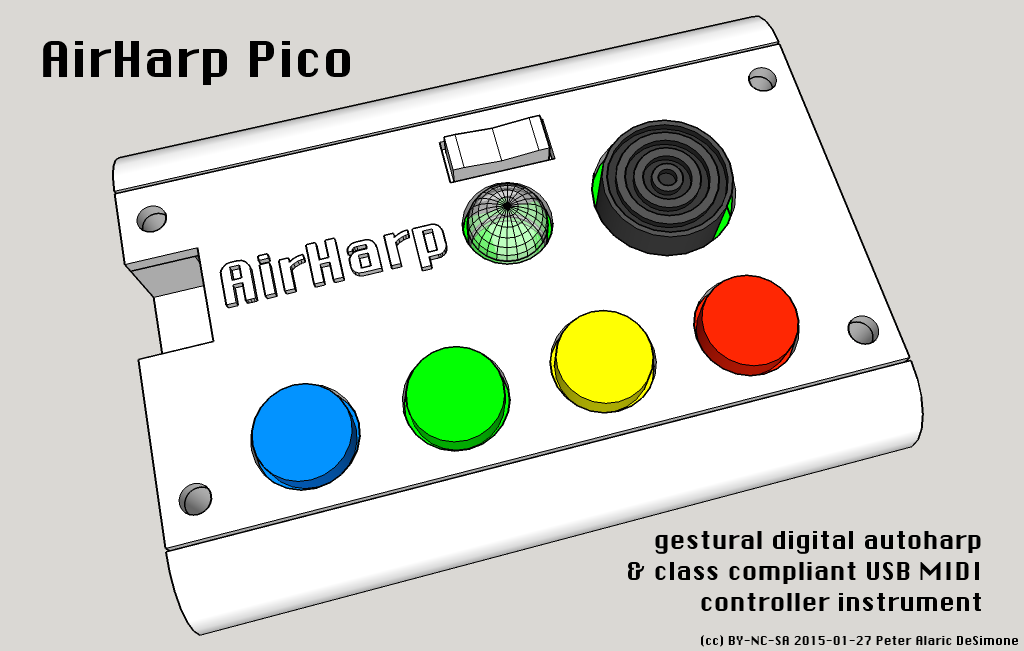 AirHarp Pico
AirHarp
gestural digital autoharp
& class compliant USB MIDI
controller instrument
(cc) BY-NC-SA 2015-01-27 Peter Alaric DeSimone